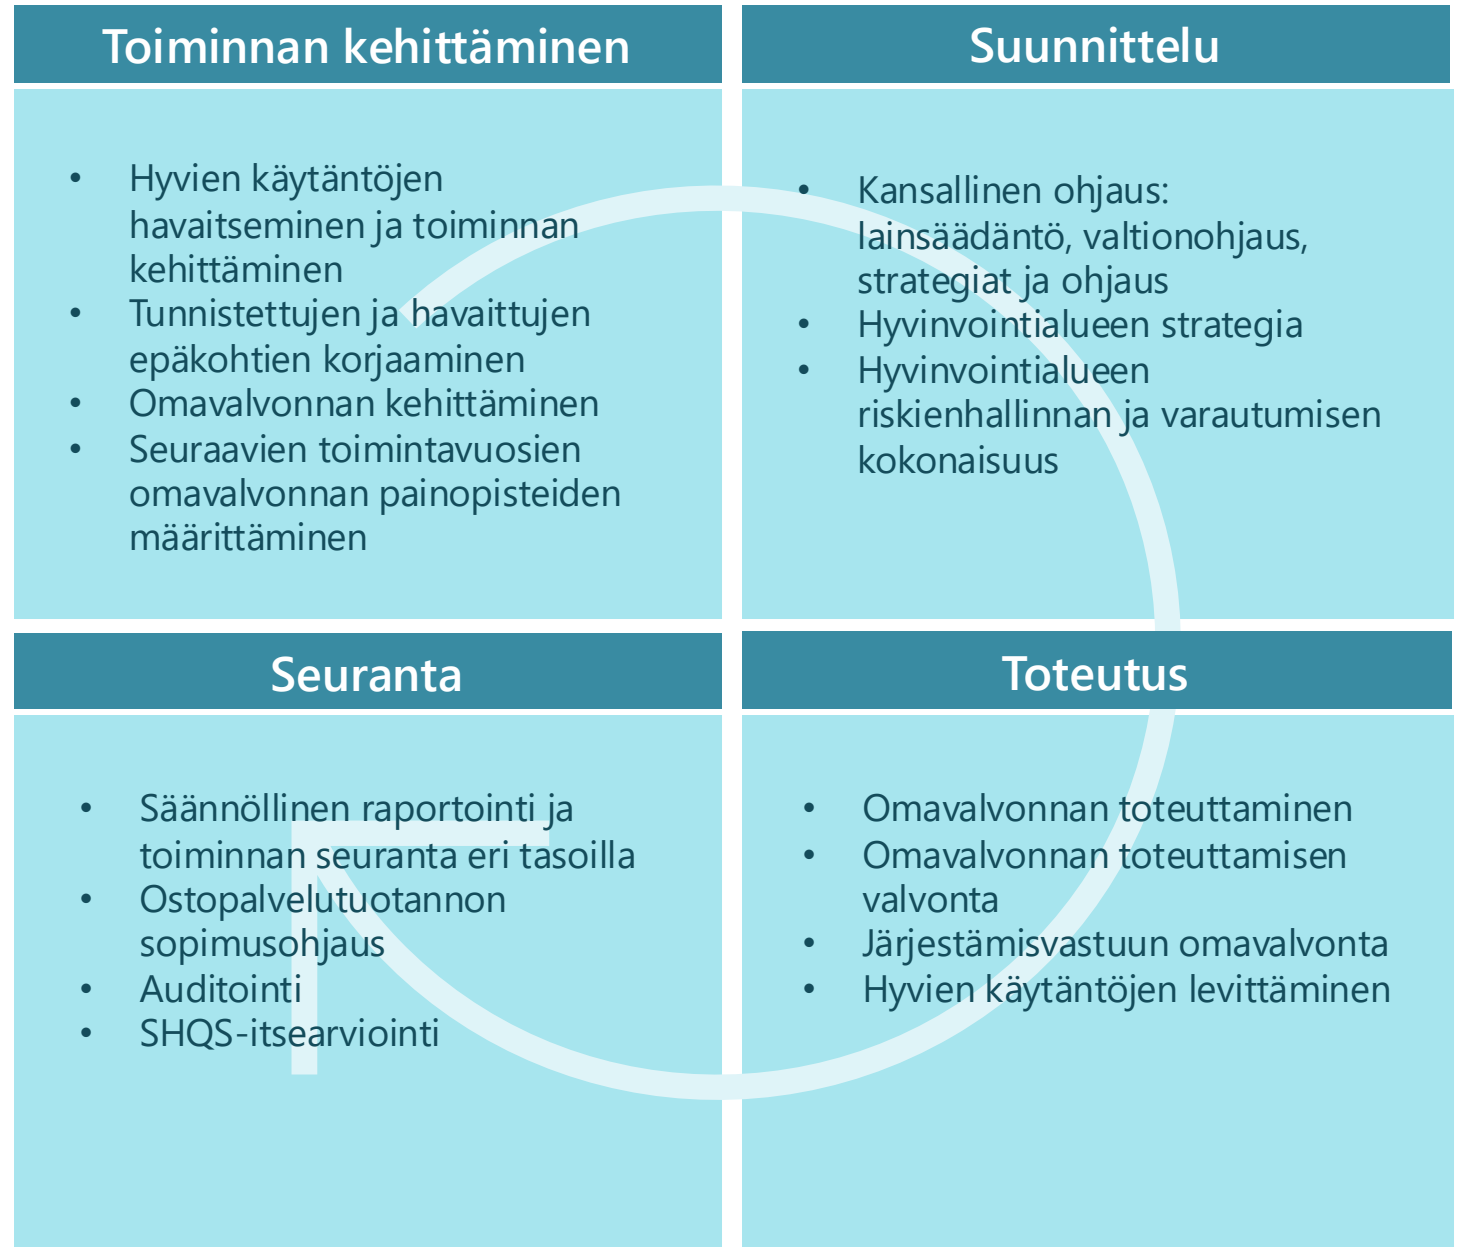 Toiminnan kehittäminen
• Hyvien käytäntöjen
havaitseminen ja toiminnan
kehittäminen
• Tunnistettujen ja havaittujen
epäkohtien korjaaminen
• Omavalvonnan kehittäminen
• Seuraavien toimintavuosien
omavalvonnan painopisteiden
määrittäminen
Suunnittelu
• Kansallinen ohjaus:
lainsäädäntö, valtionohjaus,
strategiat ja ohjaus
• Hyvinvointialueen strategia
• Hyvinvointialueen
riskienhallinnan ja varautumisen
kokonaisuus
Seuranta
• Säännöllinen raportointi ja
toiminnan seuranta eri tasoilla
• Ostopalvelutuotannon
sopimusohjaus
• Auditointi
• SHQS-itsearviointi
Toteutus
• Omavalvonnan toteuttaminen
• Omavalvonnan toteuttamisen
valvonta
• Järjestämisvastuun omavalvonta
• Hyvien käytäntöjen levittäminen